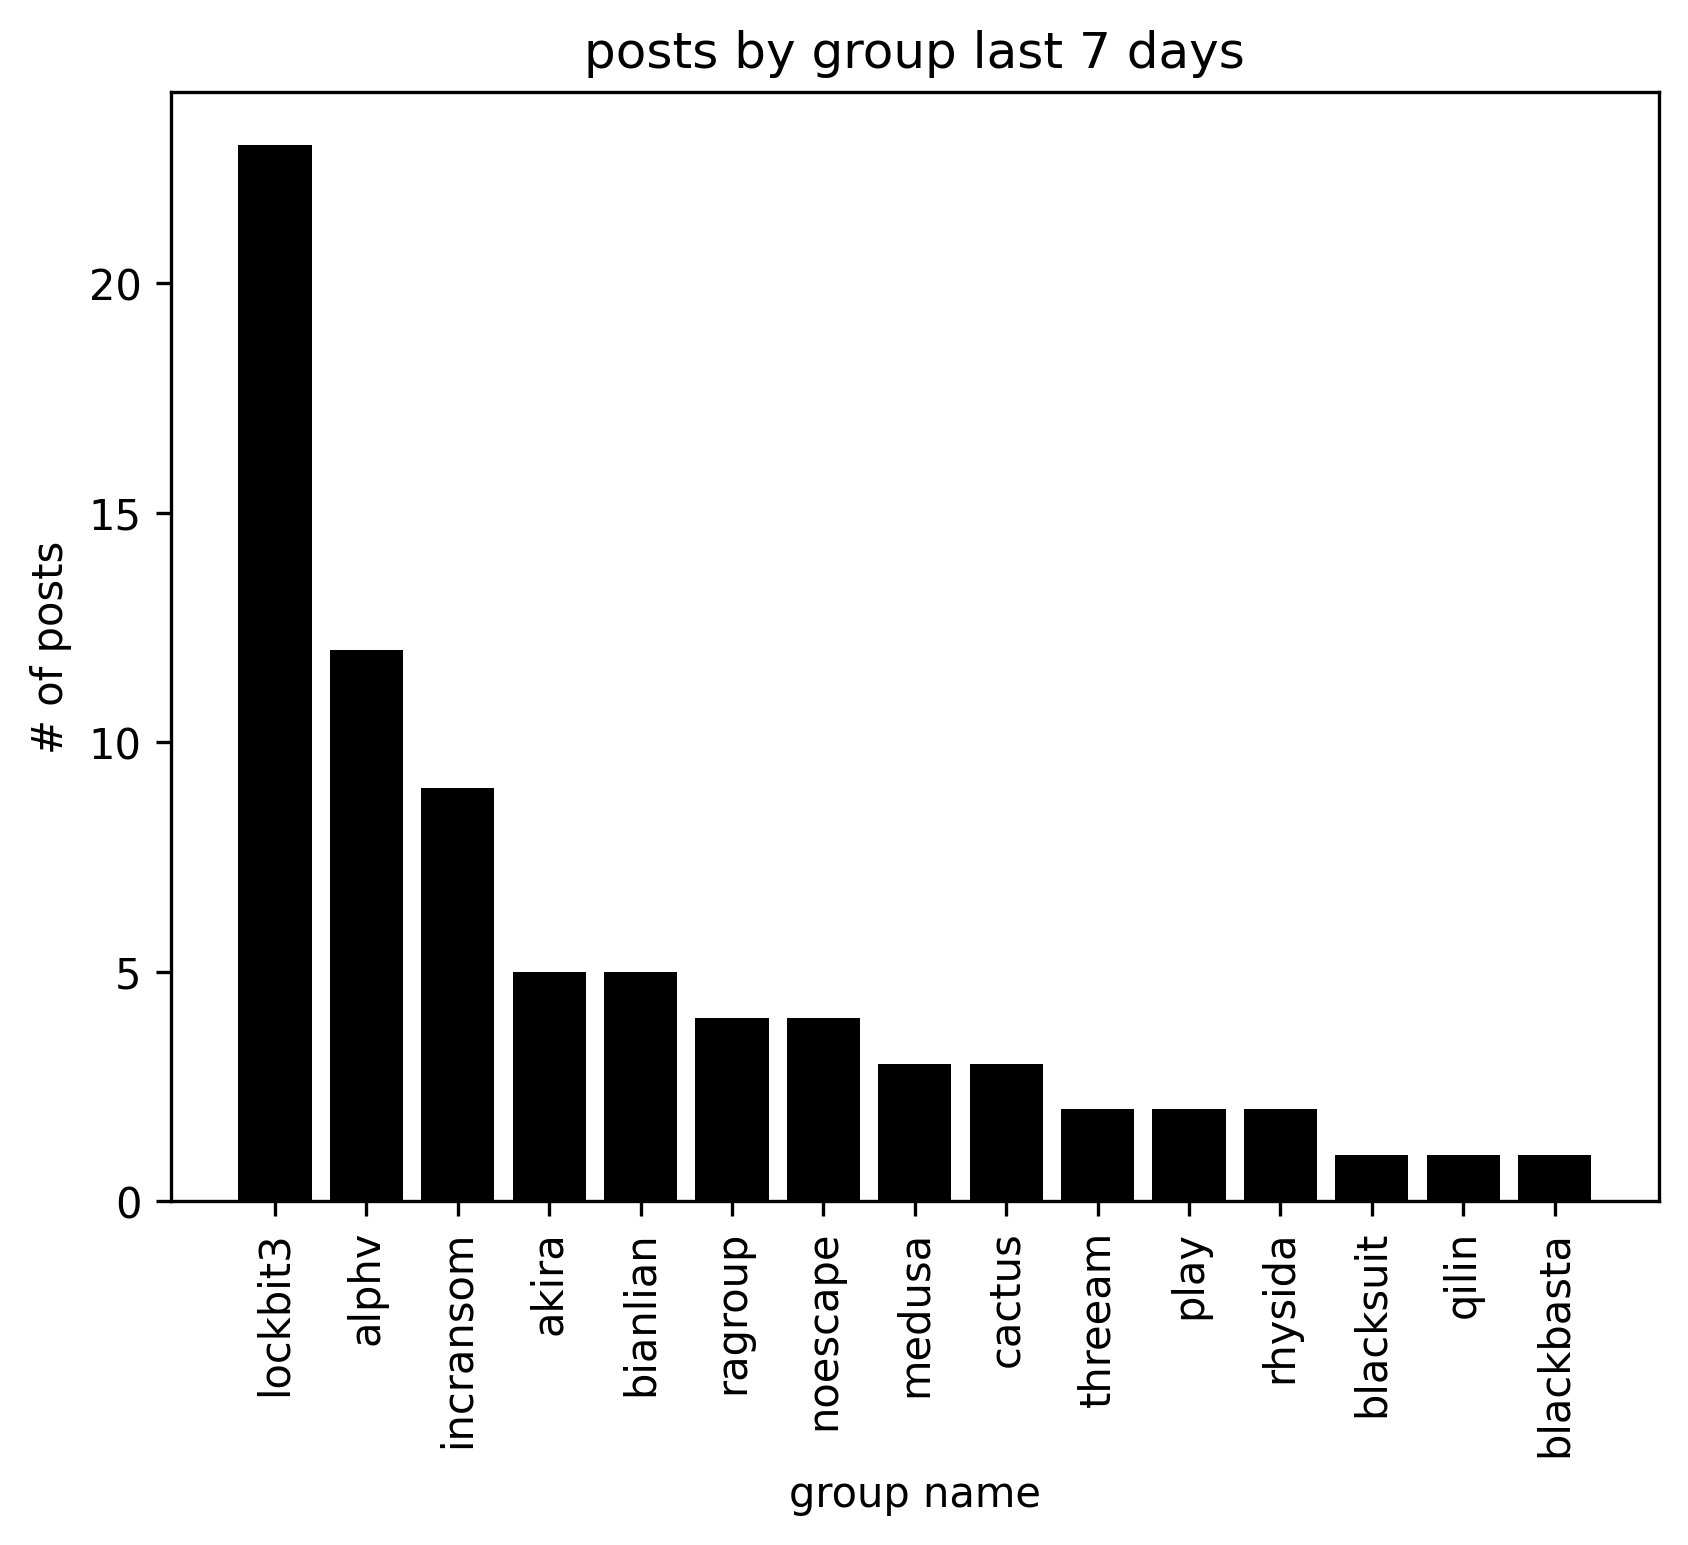 posts by group last 7 days
# of posts
20
15
10
5
0
lockbit3
alphv
incransom
akira
bianlian
ragroup
noescape
medusa
cactus
threeam
play
rhysida
blacksuit
qilin
blackbasta
group name